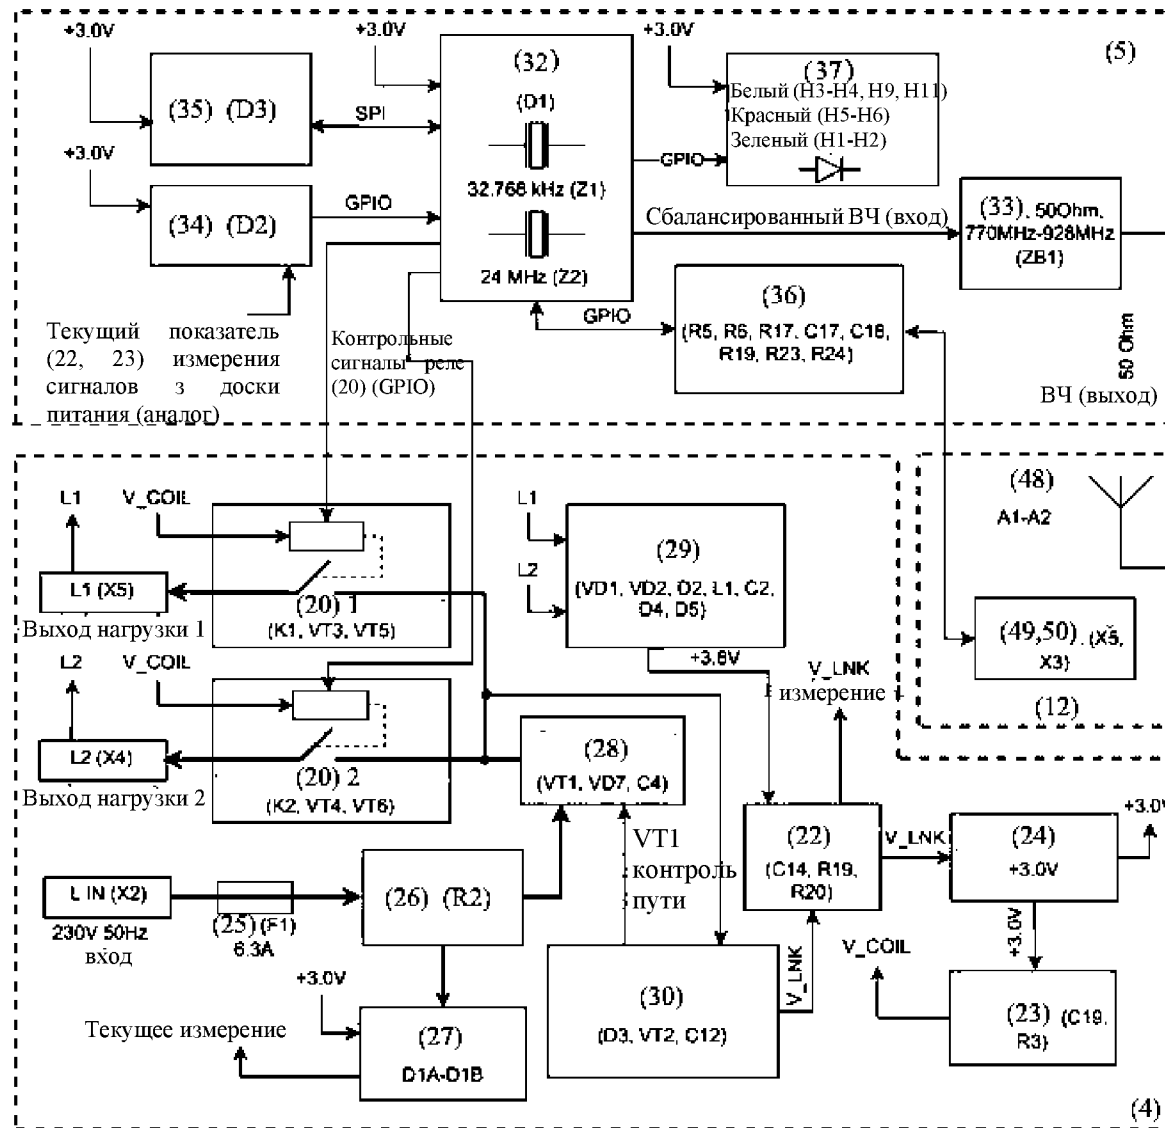 +3.0V
+3.0V
+3.0V
(5)
(32)
(D1)
32.768 kHz (Z1)
24 MHz (Z2)
(37)
Белый (H3-H4, H9, H11)
Красный (H5-H6)
Зеленый (H1-H2)
(35) (D3)
SPI
+3.0V
GPIO
(34) (D2)
GPIO
Сбалансированный ВЧ (вход)
(33), 50Ohm,
770MHz-928MHz
(ZB1)
(36)
(R5, R6, R17, C17, C18,
R19, R23, R24)
GPIO
Текущий показатель
(22, 23) измерения
сигналов з доски
питания (аналог)
Контрольные
сигналы реле
(20) (GPIO)
50 Ohm
ВЧ (выход)
L1
V_COIL
L1 (X5)
Выход нагрузки 1
(20) 1
(K1, VT3, VT5)
L1
L2
(29)
(VD1, VD2, D2, L1, C2,
D4, D5)
+3.8V
(48)
A1-A2
(49,50). (X5,
X3)
(12)
L2
V_COIL
L2 (X4)
Выход нагрузки 2
(20) 2
(K2, VT4, VT6)
(28)
(VT1, VD7, C4)
V_LNK
измерение
VT1
контроль
пути
(22)
(C14, R19,
R20)
V_LNK
(24)
+3.0V
+3.0V
L IN (X2)
230V 50Hz
вход
(25) (F1)
6.3A
(26) (R2)
+3.0V
Текущее измерение
(27)
D1A-D1B
(30)
(D3, VT2, C12)
V_LNK
+3.0V
V_COIL
(23) (C19,
R3)
(4)